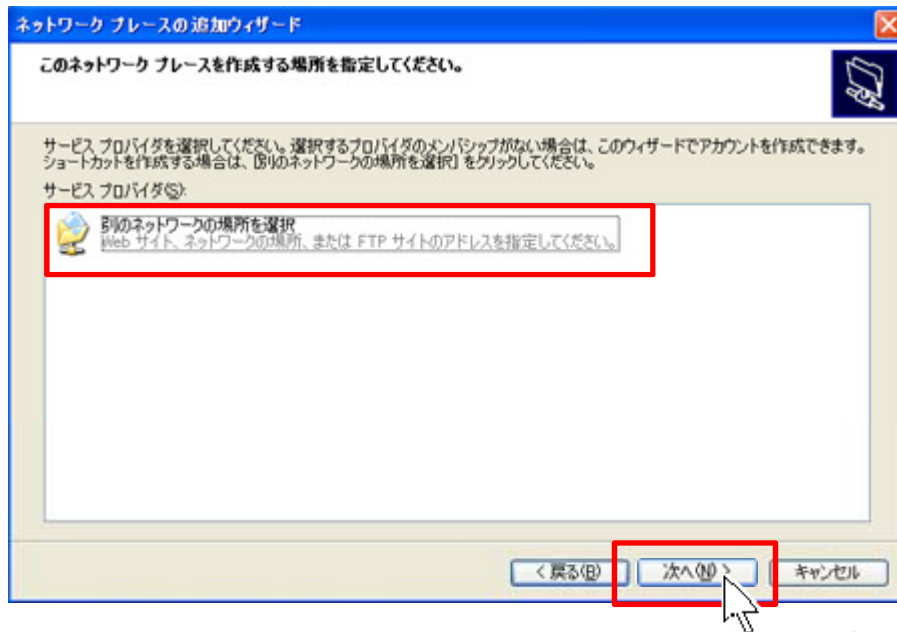 ネットワーク プレースの追加ウィザード
このネットワーク プレースを作成する場所を指定してください。
サービス プロバイダを選択してください。選択するプロバイダのメンバシップがない場合は、このウィザードでアカウントを作成できます。
ショートカットを作成する場合は、[別のネットワークの場所を選択] をクリックしてください。
サービス プロバイダ(S):
別のネットワークの場所を選択
Web サイト、ネットワークの場所、または FTP サイトのアドレスを指定してください。
< 戻る(B) 次へ(N) > キャンセル